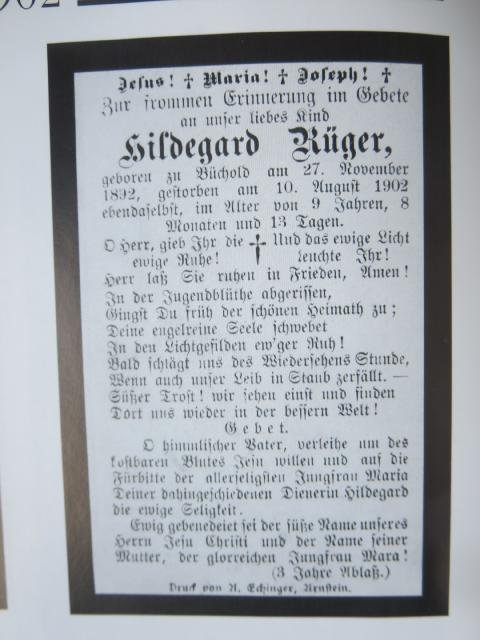 1902
Jesus! ✝ Maria! ✝ Joseph! ✝
Zur frommen Erinnerung im Gebete
an unser liebes Kind
Hildegard Rüger,
geboren zu Büchold am 27. November
1892, gestorben am 10. August 1902
ebendaselbst, im Alter von 9 Jahren, 8
Monaten und 13 Tagen.
O Herr, gieb Ihr die ✝ Und das ewige Licht
ewige Ruhe! leuchte Ihr!
Herr laß Sie ruhen in Frieden, Amen!
In der Jugendblüthe abgerissen,
Gingst Du früh der schönen Heimath zu;
Deine engelreine Seele schwebet
In den Lichtgefilden ew'ger Ruh!
Bald schlägt uns des Wiedersehens Stunde,
Wenn auch unser Leib in Staub zerfällt. —
Süßer Trost! wir sehen einst und finden
Dort uns wieder in der bessern Welt!
Gebet.
O himmlischer Vater, verleihe um des
kostbaren Blutes Jein willen und auf die
Fürbitte der allerseligsten Jungfrau Maria
Deiner dahingeschiedenen Dienerin Hildegard
die ewige Seligkeit.
Ewig gebenedeiet sei der süße Name unseres
Herrn Jesu Christi und der Name seiner
Mutter, der glorreichen Jungfrau Mara!
(3 Jahre Ablaß.)
Druck von A. Echinger, Arnstein.